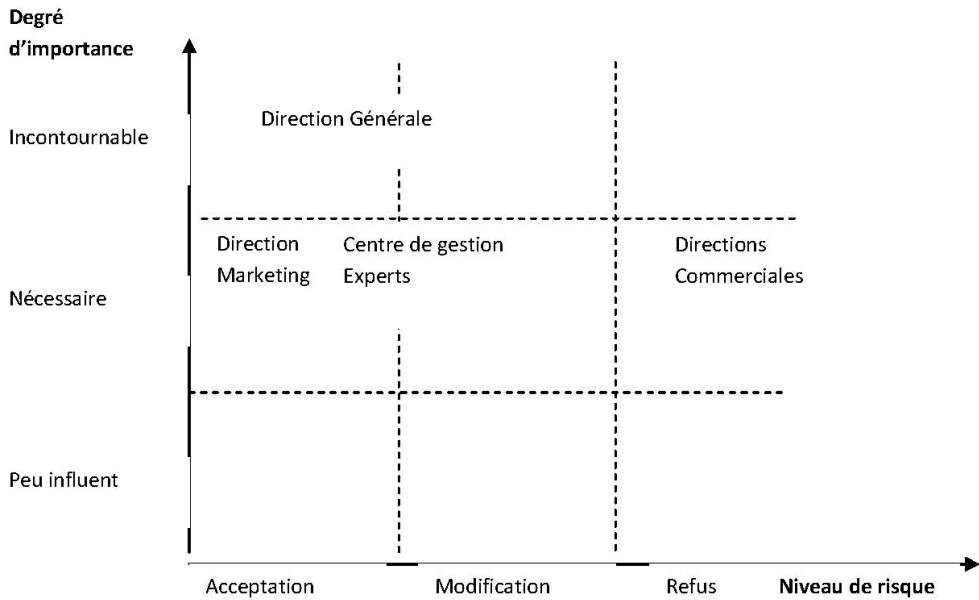 Degré
d’importance
Incontournable
Direction Générale
Direction
Marketing
Centre de gestion
Experts
Directions
Commerciales
Nécessaire
Peu influent
Acceptation
Modification
Refus
Niveau de risque